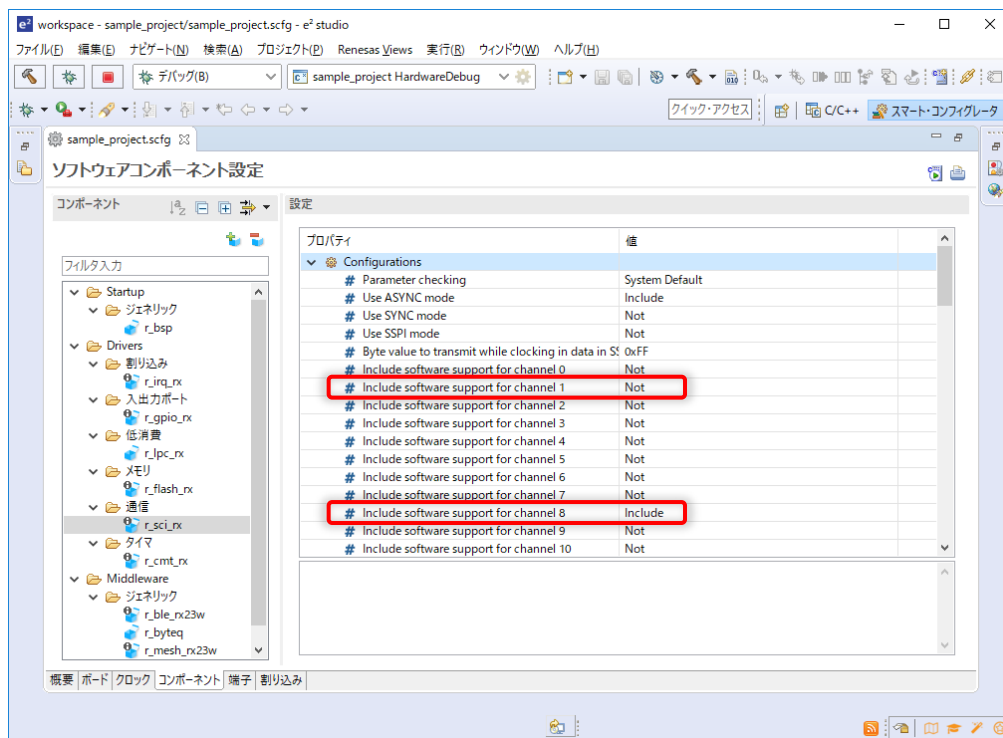 workspace - sample_project/sample_project.scfg - e² studio
ファイル(F) 編集(E) ナビゲート(N) 検索(A) プロジェクト(P) Renesas Views 実行(R) ウィンドウ(W) ヘルプ(H)
デバッグ(B) sample_project HardwareDebug
クイック・アクセス C/C++ スマート・コンフィグレータ
sample_project.scfg
ソフトウェアコンポーネント設定
コンポーネント
設定
フィルタ入力
Startup
ジェネリック
r_bsp
Drivers
割り込み
r_irq_rx
入出力ポート
r_gpio_rx
低消費
r_lpc_rx
メモリ
r_flash_rx
通信
r_sci_rx
タイマ
r_cmt_rx
Middleware
ジェネリック
r_ble_rx23w
r_byteq
r_mesh_rx23w
プロパティ 値
Configurations
# Parameter checking System Default
# Use ASYNC mode Include
# Use SYNC mode Not
# Use SSPI mode Not
# Byte value to transmit while clocking in data in SS 0xFF
# Include software support for channel 0 Not
# Include software support for channel 1 Not
# Include software support for channel 2 Not
# Include software support for channel 3 Not
# Include software support for channel 4 Not
# Include software support for channel 5 Not
# Include software support for channel 6 Not
# Include software support for channel 7 Not
# Include software support for channel 8 Include
# Include software support for channel 9 Not
# Include software support for channel 10 Not
概要 ボード クロック コンポーネント 端子 割り込み